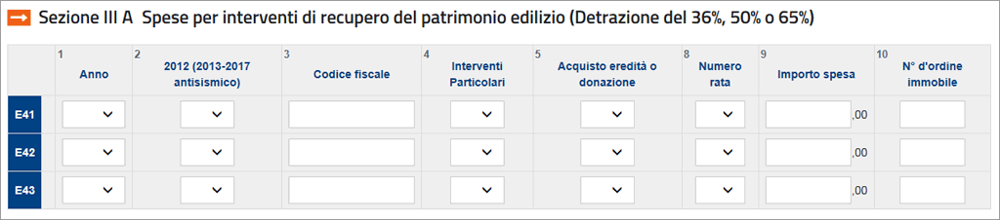 Sezione III A Spese per interventi di recupero del patrimonio edilizio (Detrazione del 36%, 50% o 65%)
1 Anno
2 2012 (2013-2017
antisismico)
3 Codice fiscale
4 Interventi
Particolari
5 Acquisto eredità o
donazione
8 Numero
rata
9 Importo spesa
10 N° d'ordine
immobile
E41 ,00
E42 ,00
E43 ,00